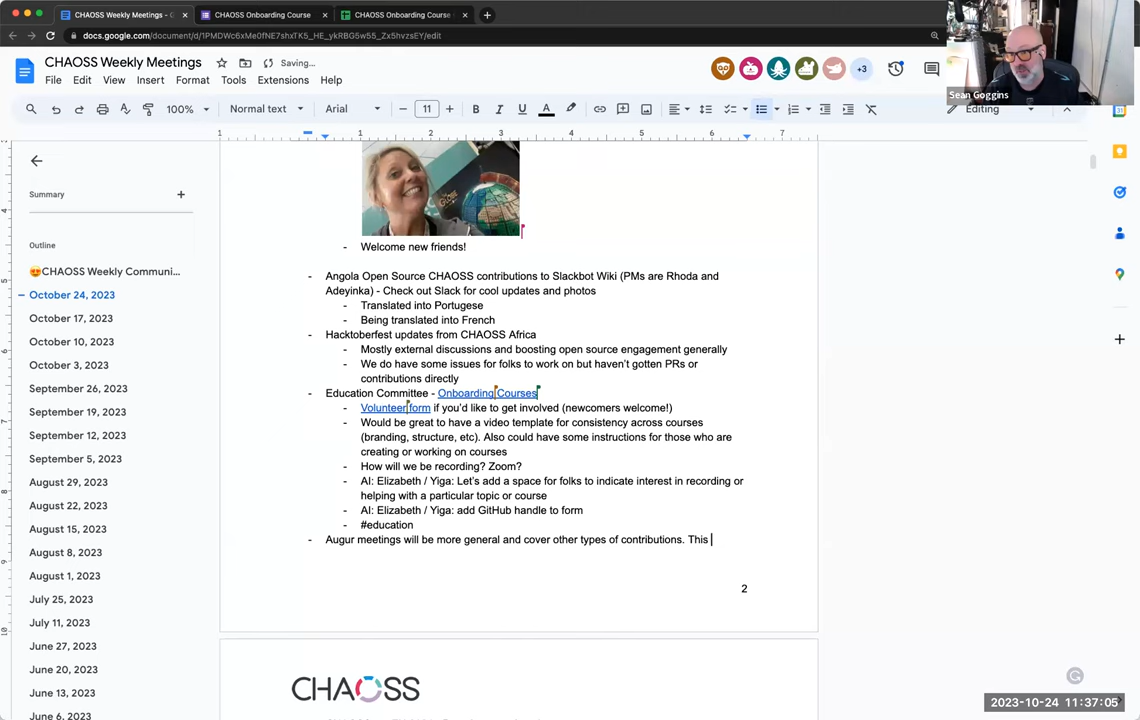 CHAOSS Weekly Meetings - G
CHAOSS Onboarding Course
CHAOSS Onboarding Course
docs.google.com/document/d/1PMDWc6xMe0fNE7shxTK5_HE_ykRBG5w55_Zx5hvzsEY/edit
CHAOSS Weekly Meetings
Saving...
File Edit View Insert Format Tools Extensions Help
+3
Sean Goggins
100% Normal text Arial 11 Editing
1 1 2 3 4 5 6 7
Summary
Outline
😍CHAOSS Weekly Communi...
October 24, 2023
October 17, 2023
October 10, 2023
October 3, 2023
September 26, 2023
September 19, 2023
September 12, 2023
September 5, 2023
August 29, 2023
August 22, 2023
August 15, 2023
August 8, 2023
August 1, 2023
July 25, 2023
July 11, 2023
June 27, 2023
June 20, 2023
June 13, 2023
June 6, 2023
- Welcome new friends!
- Angola Open Source CHAOSS contributions to Slackbot Wiki (PMs are Rhoda and
Adeyinka) - Check out Slack for cool updates and photos
- Translated into Portugese
- Being translated into French
- Hacktoberfest updates from CHAOSS Africa
- Mostly external discussions and boosting open source engagement generally
- We do have some issues for folks to work on but haven't gotten PRs or
contributions directly
- Education Committee - Onboarding Courses
- Volunteer form if you'd like to get involved (newcomers welcome!)
- Would be great to have a video template for consistency across courses
(branding, structure, etc). Also could have some instructions for those who are
creating or working on courses
- How will we be recording? Zoom?
- AI: Elizabeth / Yiga: Let's add a space for folks to indicate interest in recording or
helping with a particular topic or course
- AI: Elizabeth / Yiga: add GitHub handle to form
- #education
- Augur meetings will be more general and cover other types of contributions. This
2
CHAOSS
2023-10-24 11:37:05